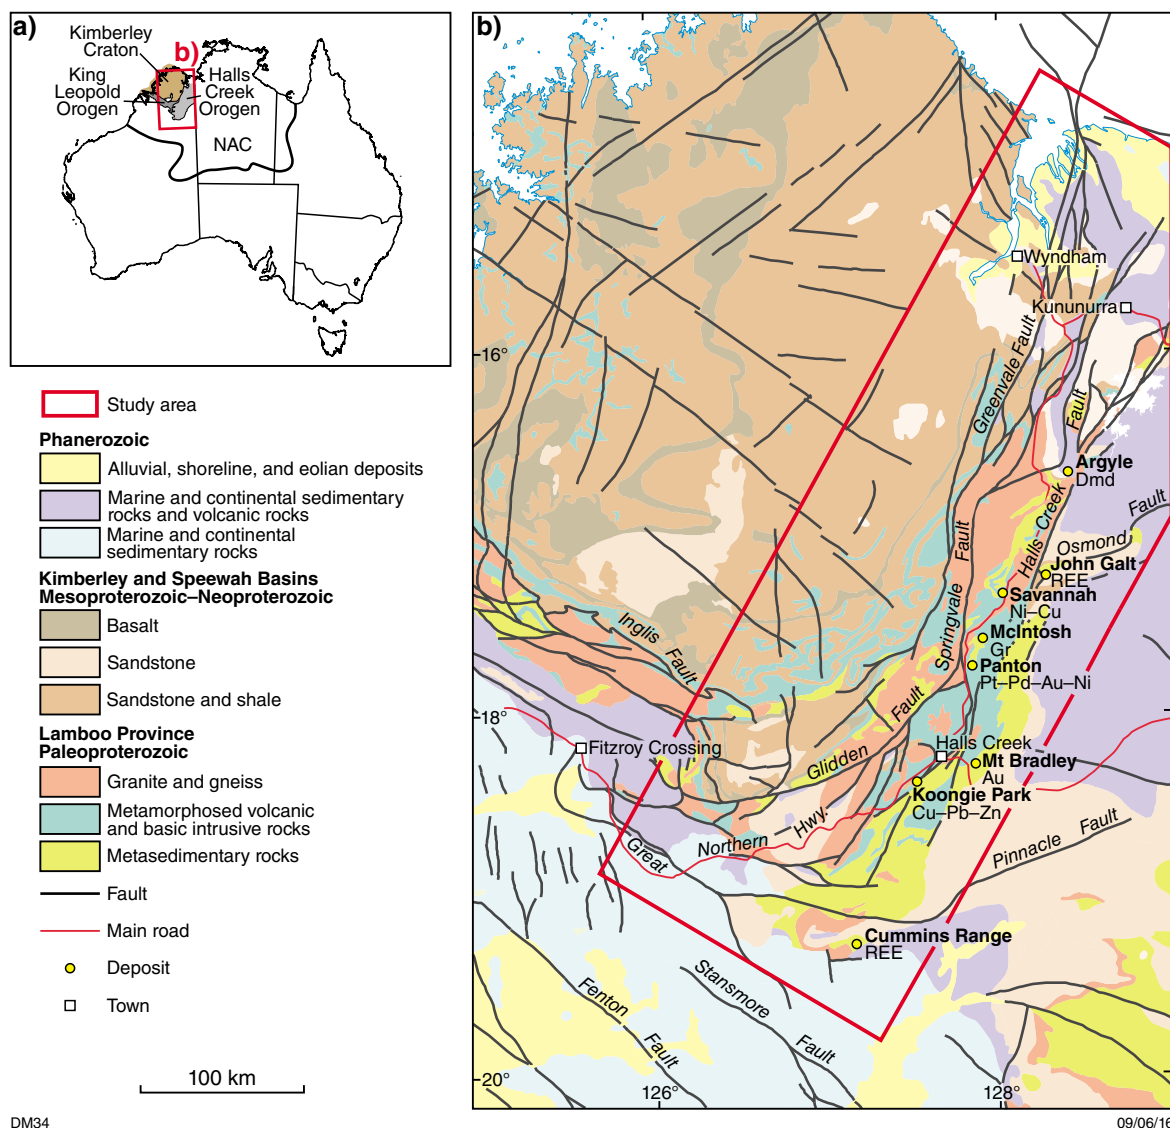 a)
Kimberley
Craton
b)
King
Leopold
Orogen
Halls
Creek
Orogen
NAC
Study area
Phanerozoic
Alluvial, shoreline, and eolian deposits
Marine and continental sedimentary
rocks and volcanic rocks
Marine and continental
sedimentary rocks
Kimberley and Speewah Basins
Mesoproterozoic–Neoproterozoic
Basalt
Sandstone
Sandstone and shale
Lamboo Province
Paleoproterozoic
Granite and gneiss
Metamorphosed volcanic
and basic intrusive rocks
Metasedimentary rocks
Fault
Main road
Deposit
Town
100 km
DM34
b)
Wyndham
Kununurra
16°
Greenvale Fault
Fault
Argyle
Dmd
Halls Creek
Fault
Osmond
John Galt
REE
Springvale Fault
Savannah
Ni–Cu
McIntosh
Gr
Panton
Pt–Pd–Au–Ni
Inglis
Fault
18°
Fitzroy Crossing
Glidden Fault
Halls Creek
Mt Bradley
Au
Koongie Park
Cu–Pb–Zn
Great Northern Hwy.
Pinnacle Fault
Cummins Range
REE
Stansmore
Fault
Fenton
Fault
20°
126°
128°
09/06/16